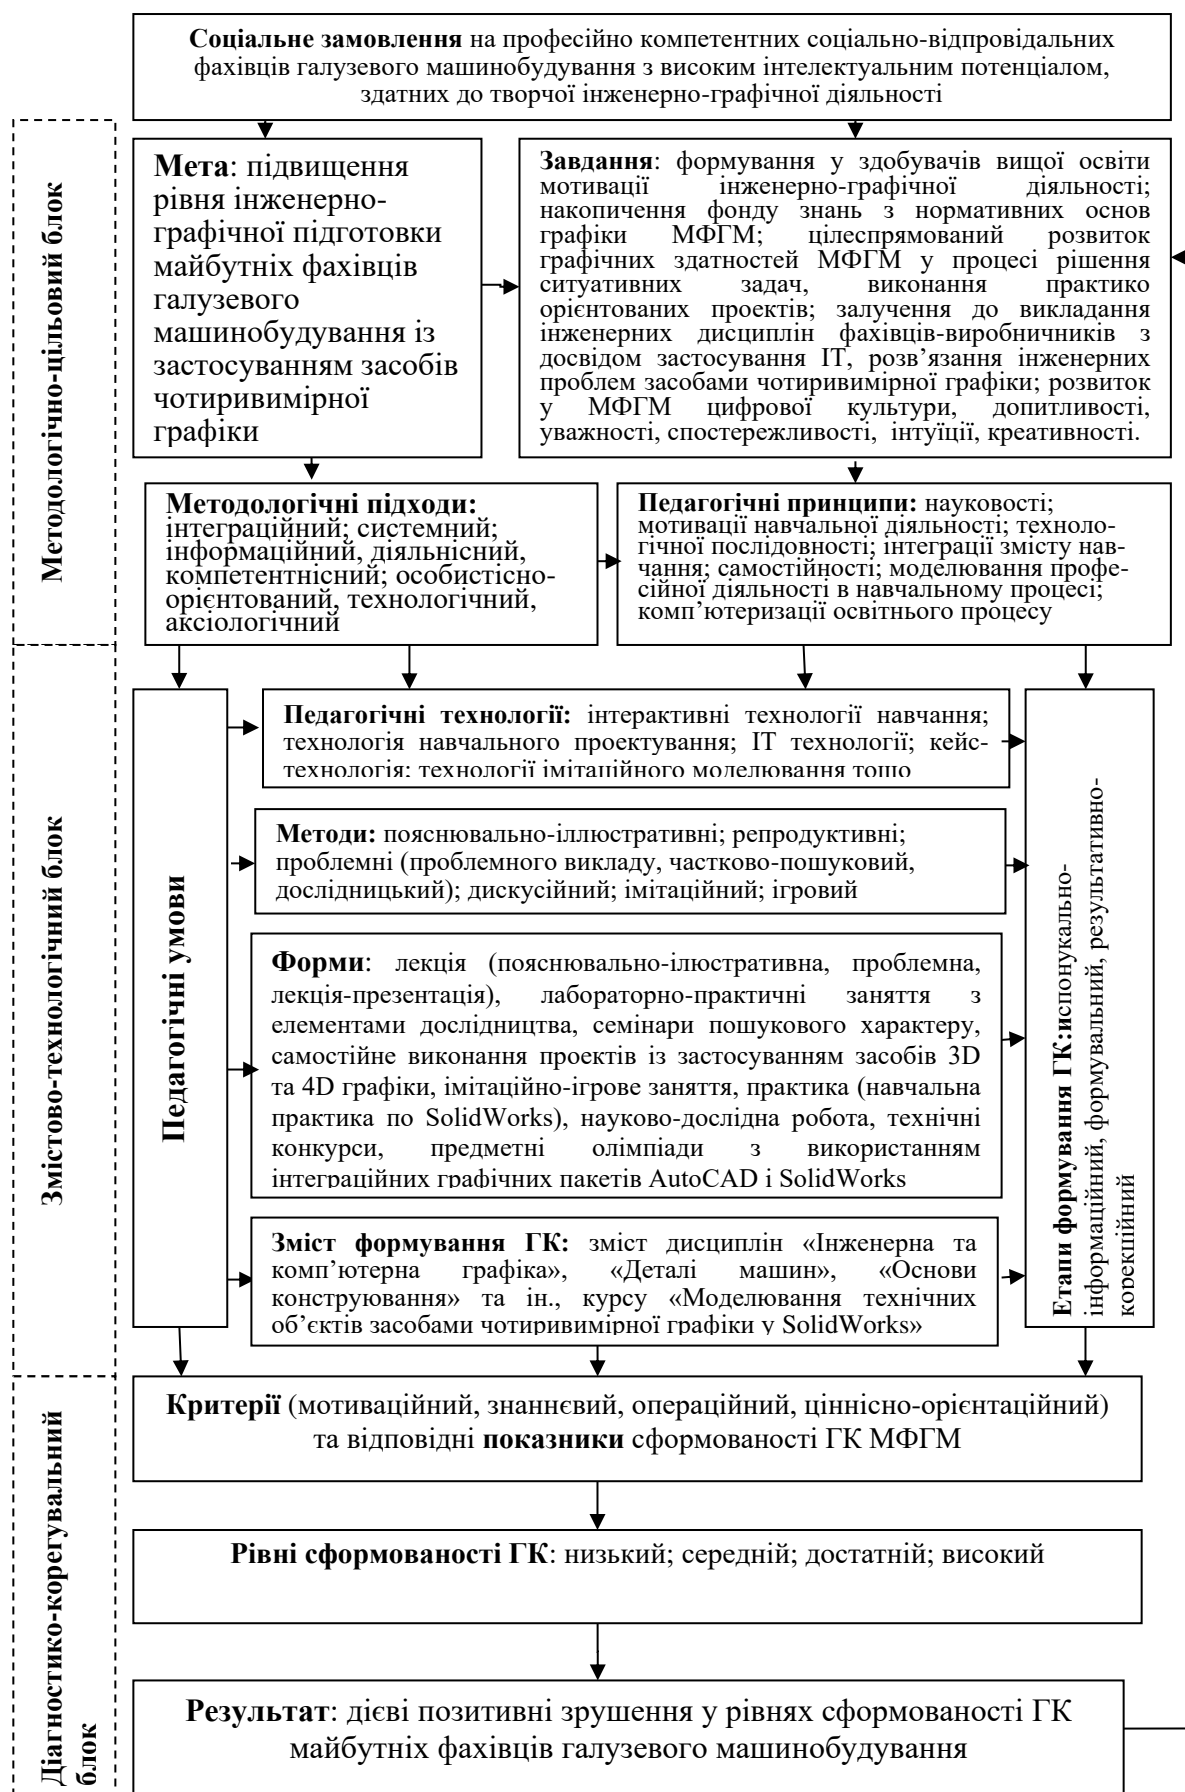 Соціальне замовлення на професійно компетентних соціально-відпровідальних
фахівців галузевого машинобудування з високим інтелектуальним потенціалом,
здатних до творчої інженерно-графічної діяльності
Методологічно-цільовий блок
Мета: підвищення
рівня інженерно-
графічної підготовки
майбутніх фахівців
галузевого
машинобудування із
застосуванням засобів
чотиривимірної
графіки
Завдання: формування у здобувачів вищої освіти
мотивації інженерно-графічної діяльності;
накопичення фонду знань з нормативних основ
графіки МФГМ; цілеспрямований розвиток
графічних здатностей МФГМ у процесі рішення
ситуативних задач, виконання практико
орієнтованих проектів; залучення до викладання
інженерних дисциплін фахівців-виробничників з
досвідом застосування ІТ, розв’язання інженерних
проблем засобами чотиривимірної графіки; розвиток
у МФГМ цифрової культури, допитливості,
уважності, спостережливості, інтуїції, креативності.
Методологічні підходи:
інтеграційний; системний;
інформаційний, діяльнісний,
компетентнісний; особистісно-
орієнтований, технологічний,
аксіологічний
Педагогічні принципи: науковості;
мотивації навчальної діяльності; техноло-
гічної послідовності; інтеграції змісту нав-
чання; самостійності; моделювання профе-
сійної діяльності в навчальному процесі;
комп’ютеризації освітнього процесу
Змістово-технологічний блок
Педагогічні умови
Педагогічні технології: інтерактивні технології навчання;
технологія навчального проектування; ІТ технології; кейс-
технологія; технології імітаційного моделювання тощо
Методи: пояснювально-іллюстративні; репродуктивні;
проблемні (проблемного викладу, частково-пошуковий,
дослідницький); дискусійний; імітаційний; ігровий
Форми: лекція (пояснювально-ілюстративна, проблемна,
лекція-презентація), лабораторно-практичні заняття з
елементами дослідництва, семінари пошукового характеру,
самостійне виконання проектів із застосуванням засобів 3D
та 4D графіки, імітаційно-ігрове заняття, практика (навчальна
практика по SolidWorks), науково-дослідна робота, технічні
конкурси, предметні олімпіади з використанням
інтеграційних графічних пакетів AutoCAD і SolidWorks
Зміст формування ГК: зміст дисциплін «Інженерна та
комп’ютерна графіка», «Деталі машин», «Основи
конструювання» та ін., курсу «Моделювання технічних
об’єктів засобами чотиривимірної графіки у SolidWorks»
Етапи формування ГК:испонукально-
інформаційний, формувальний, результативно-
корекційний
Діагностико-корегувальний
блок
Критерії (мотиваційний, знаннєвий, операційний, ціннісно-орієнтаційний)
та відповідні показники сформованості ГК МФГМ
Рівні сформованості ГК: низький; середній; достатній; високий
Результат: дієві позитивні зрушення у рівнях сформованості ГК
майбутніх фахівців галузевого машинобудування